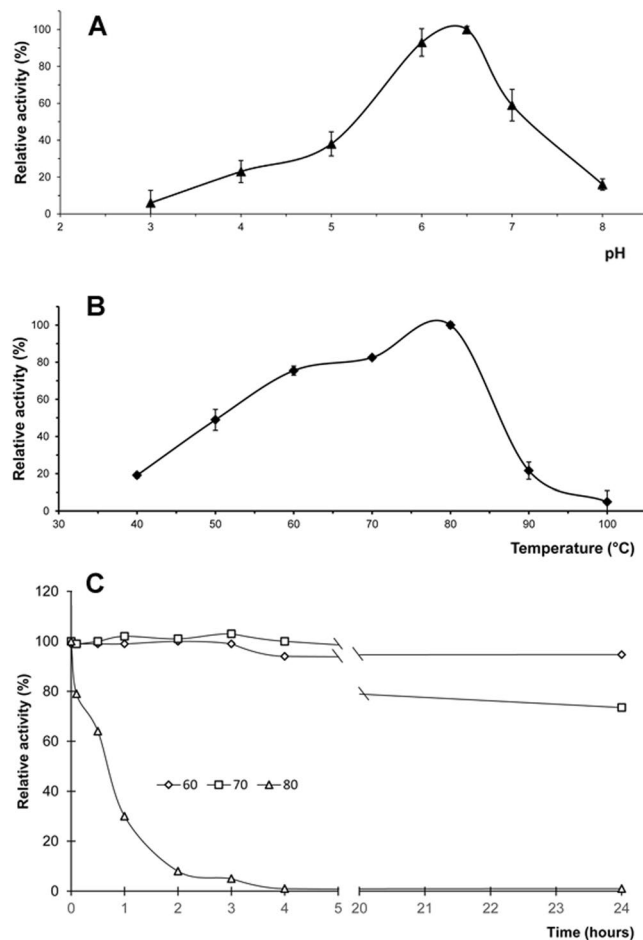 A
Relative activity (%)
100
80
60
40
20
0
2 3 4 5 6 7 8
pH
B
Relative activity (%)
100
80
60
40
20
0
30 40 50 60 70 80 90 100
Temperature (°C)
C
Relative activity (%)
120
100
80
60
40
20
0
60 70 80
0 1 2 3 4 5 20 21 22 23 24
Time (hours)